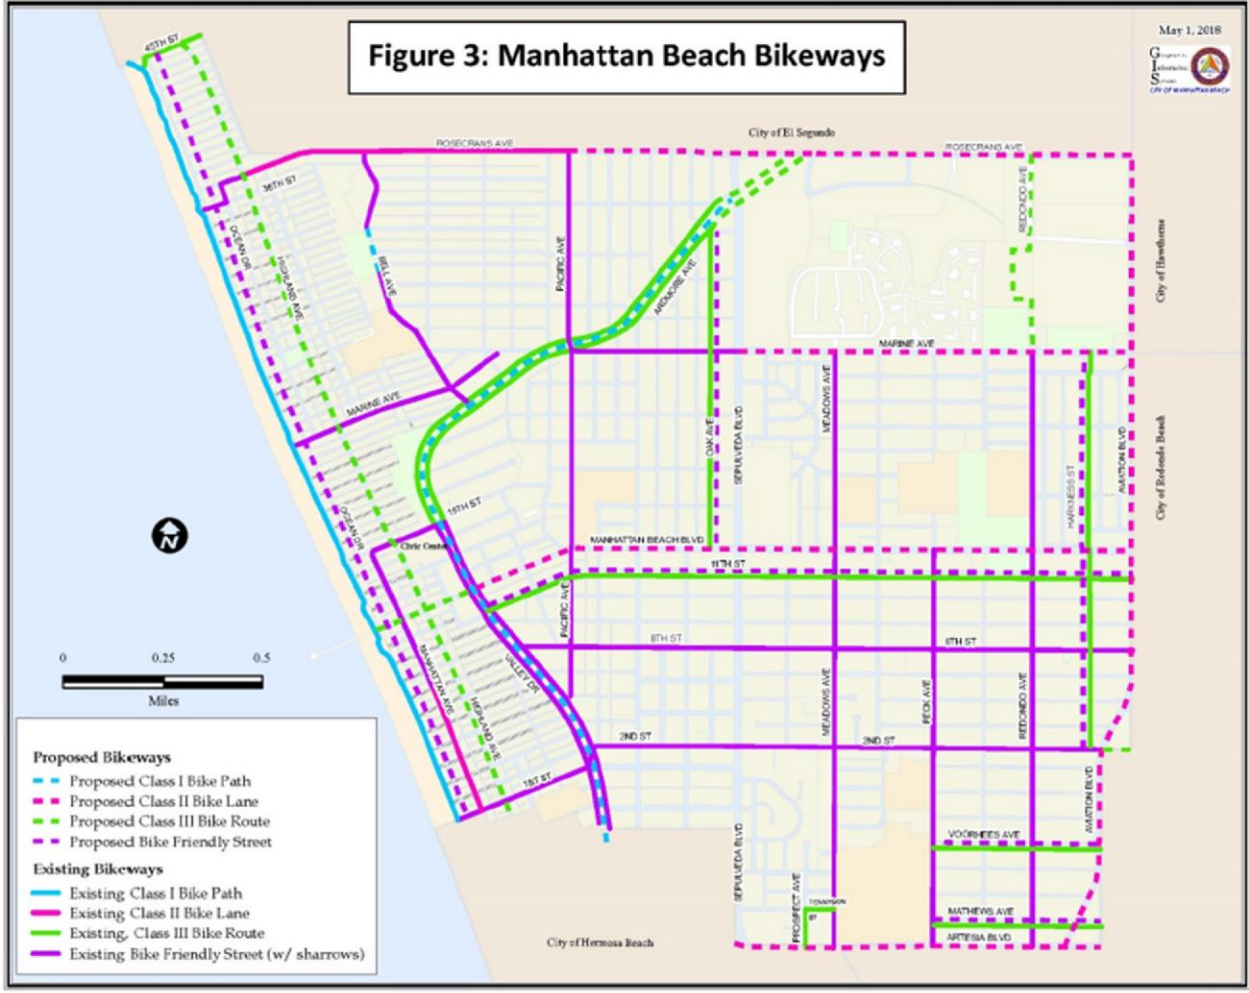 Figure 3: Manhattan Beach Bikeways
May 1, 2018
G
I
S
45TH ST
City of El Segundo
ROSECRANS AVE
ROSECRANS AVE
36TH ST
REDONDO AVE
OCEAN DR
HIGHLAND AVE
BELL AVE
PACIFIC AVE
ARDMORE AVE
City of Hawthorne
MARINE AVE
MARINE AVE
MEADOWS AVE
OAK AVE
SEPULVEDA BLVD
HARKNESS ST
AVIATION BLVD
City of Redondo Beach
15TH ST
OCEAN DR
N
Civic Center
MANHATTAN BEACH BLVD
11TH ST
PACIFIC AVE
8TH ST
8TH ST
0 0.25 0.5
Miles
MANHATTAN AVE
VALLEY DR
HIGHLAND AVE
MEADOWS AVE
PECK AVE
REDONDO AVE
2ND ST
2ND ST
1ST ST
AVIATION BLVD
SEPULVEDA BLVD
VOORHEES AVE
PROSPECT AVE
TENNYSON
ST
MATHEWS AVE
ARTESIA BLVD
City of Hermosa Beach
Proposed Bikeways
Proposed Class I Bike Path
Proposed Class II Bike Lane
Proposed Class III Bike Route
Proposed Bike Friendly Street
Existing Bikeways
Existing Class I Bike Path
Existing Class II Bike Lane
Existing, Class III Bike Route
Existing Bike Friendly Street (w/ sharrows)